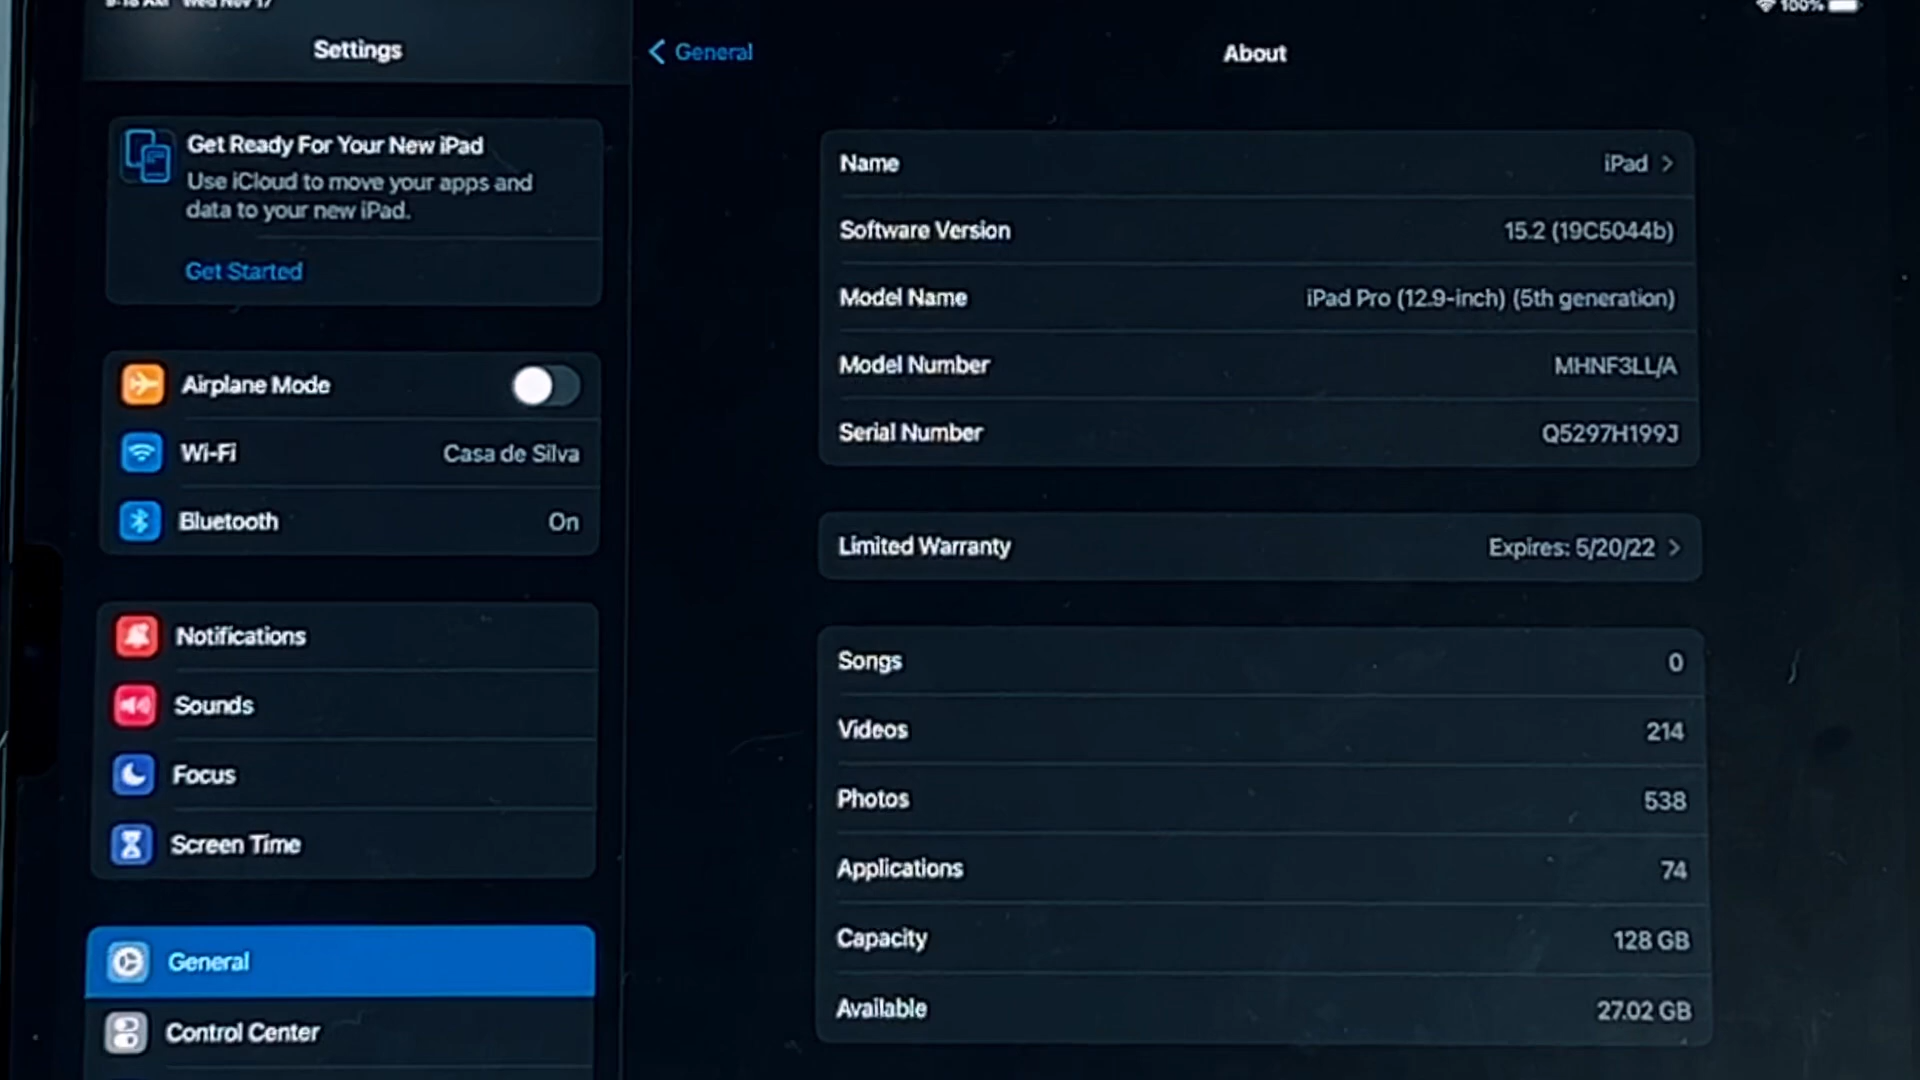 Wed Nov 17
100%
Settings
General
About
Get Ready For Your New iPad
Use iCloud to move your apps and
data to your new iPad.
Get Started
Airplane Mode
Wi-Fi Casa de Silva
Bluetooth On
Notifications
Sounds
Focus
Screen Time
General
Control Center
Name iPad
Software Version 15.2 (19C5044b)
Model Name iPad Pro (12.9-inch) (5th generation)
Model Number MHNF3LL/A
Serial Number Q5297H199J
Limited Warranty Expires: 5/20/22
Songs 0
Videos 214
Photos 538
Applications 74
Capacity 128 GB
Available 27.02 GB